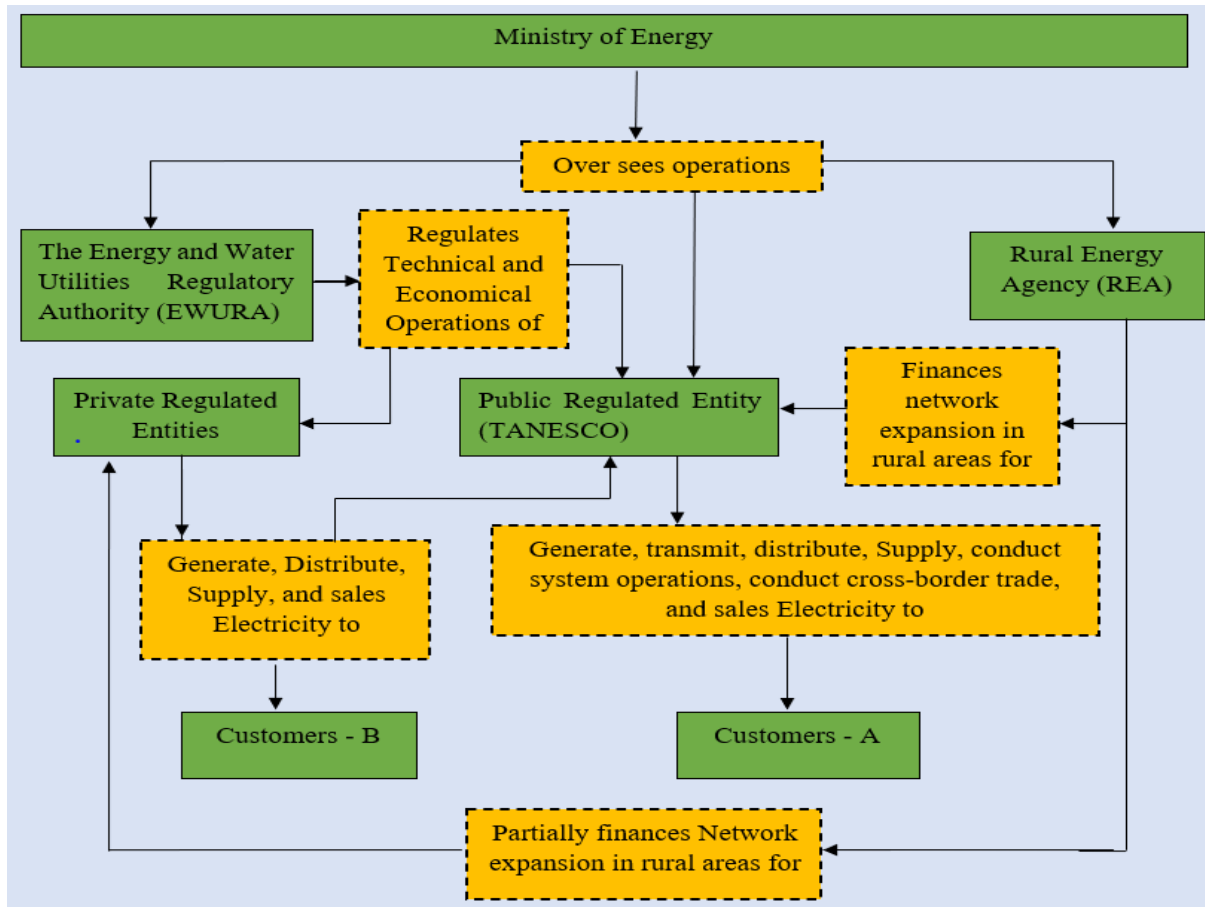 Ministry of Energy
Over sees operations
The Energy and Water
Utilities Regulatory
Authority (EWURA)
Regulates
Technical and
Economical
Operations of
Rural Energy
Agency (REA)
Private Regulated
Entities
Public Regulated Entity
(TANESCO)
Finances
network
expansion in
rural areas for
Generate, Distribute,
Supply, and sales
Electricity to
Generate, transmit, distribute, Supply, conduct
system operations, conduct cross-border trade,
and sales Electricity to
Customers - B
Customers - A
Partially finances Network
expansion in rural areas for